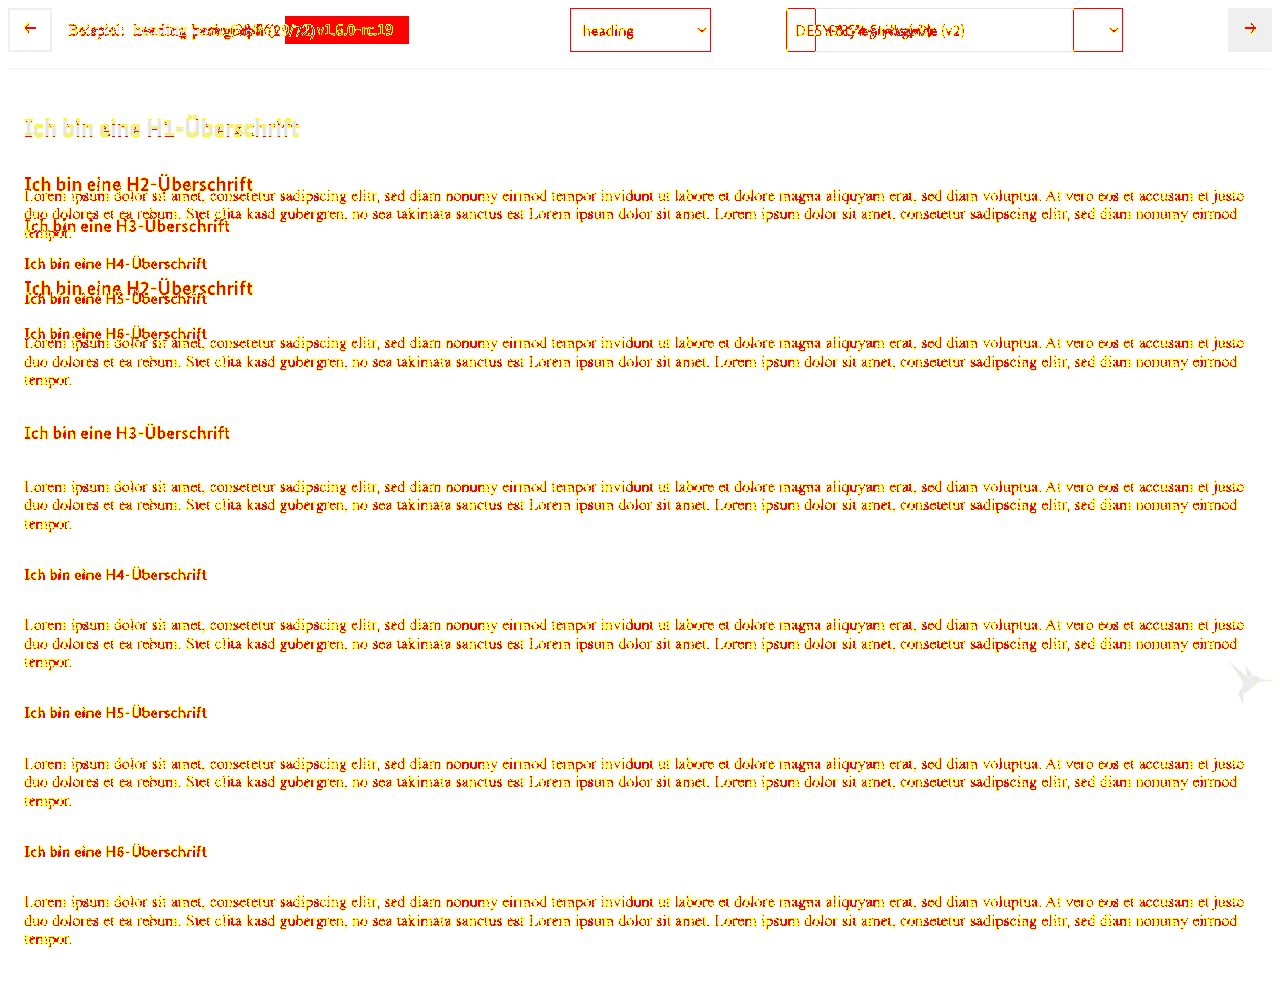 heading
Ich bin eine H1-Überschrift
Ich bin eine H2-Überschrift
Lorem ipsum dolor sit amet, consetetur sadipscing elitr, sed diam nonumy eirmod tempor invidunt ut labore et dolore magna aliquyam erat, sed diam voluptua. At vero eos et accusam et justo
duo dolores et ea rebum. Stet clita kasd gubergren, no sea takimata sanctus est Lorem ipsum dolor sit amet. Lorem ipsum dolor sit amet, consetetur sadipscing elitr, sed diam nonumy eirmod
Ich bin eine H3-Überschrift
tempor.
Ich bin eine H4-Überschrift
Ich bin eine H2-Überschrift
Ich bin eine H5-Überschrift
Ich bin eine H6-Überschrift
Lorem ipsum dolor sit amet, consetetur sadipscing elitr, sed diam nonumy eirmod tempor invidunt ut labore et dolore magna aliquyam erat, sed diam voluptua. At vero eos et accusam et justo
duo dolores et ea rebum. Stet clita kasd gubergren, no sea takimata sanctus est Lorem ipsum dolor sit amet. Lorem ipsum dolor sit amet, consetetur sadipscing elitr, sed diam nonumy eirmod
tempor.
Ich bin eine H3-Überschrift
Lorem ipsum dolor sit amet, consetetur sadipscing elitr, sed diam nonumy eirmod tempor invidunt ut labore et dolore magna aliquyam erat, sed diam voluptua. At vero eos et accusam et justo
duo dolores et ea rebum. Stet clita kasd gubergren, no sea takimata sanctus est Lorem ipsum dolor sit amet. Lorem ipsum dolor sit amet, consetetur sadipscing elitr, sed diam nonumy eirmod
tempor.
Ich bin eine H4-Überschrift
Lorem ipsum dolor sit amet, consetetur sadipscing elitr, sed diam nonumy eirmod tempor invidunt ut labore et dolore magna aliquyam erat, sed diam voluptua. At vero eos et accusam et justo
duo dolores et ea rebum. Stet clita kasd gubergren, no sea takimata sanctus est Lorem ipsum dolor sit amet. Lorem ipsum dolor sit amet, consetetur sadipscing elitr, sed diam nonumy eirmod
tempor.
Ich bin eine H5-Überschrift
Lorem ipsum dolor sit amet, consetetur sadipscing elitr, sed diam nonumy eirmod tempor invidunt ut labore et dolore magna aliquyam erat, sed diam voluptua. At vero eos et accusam et justo
duo dolores et ea rebum. Stet clita kasd gubergren, no sea takimata sanctus est Lorem ipsum dolor sit amet. Lorem ipsum dolor sit amet, consetetur sadipscing elitr, sed diam nonumy eirmod
tempor.
Ich bin eine H6-Überschrift
Lorem ipsum dolor sit amet, consetetur sadipscing elitr, sed diam nonumy eirmod tempor invidunt ut labore et dolore magna aliquyam erat, sed diam voluptua. At vero eos et accusam et justo
duo dolores et ea rebum. Stet clita kasd gubergren, no sea takimata sanctus est Lorem ipsum dolor sit amet. Lorem ipsum dolor sit amet, consetetur sadipscing elitr, sed diam nonumy eirmod
tempor.